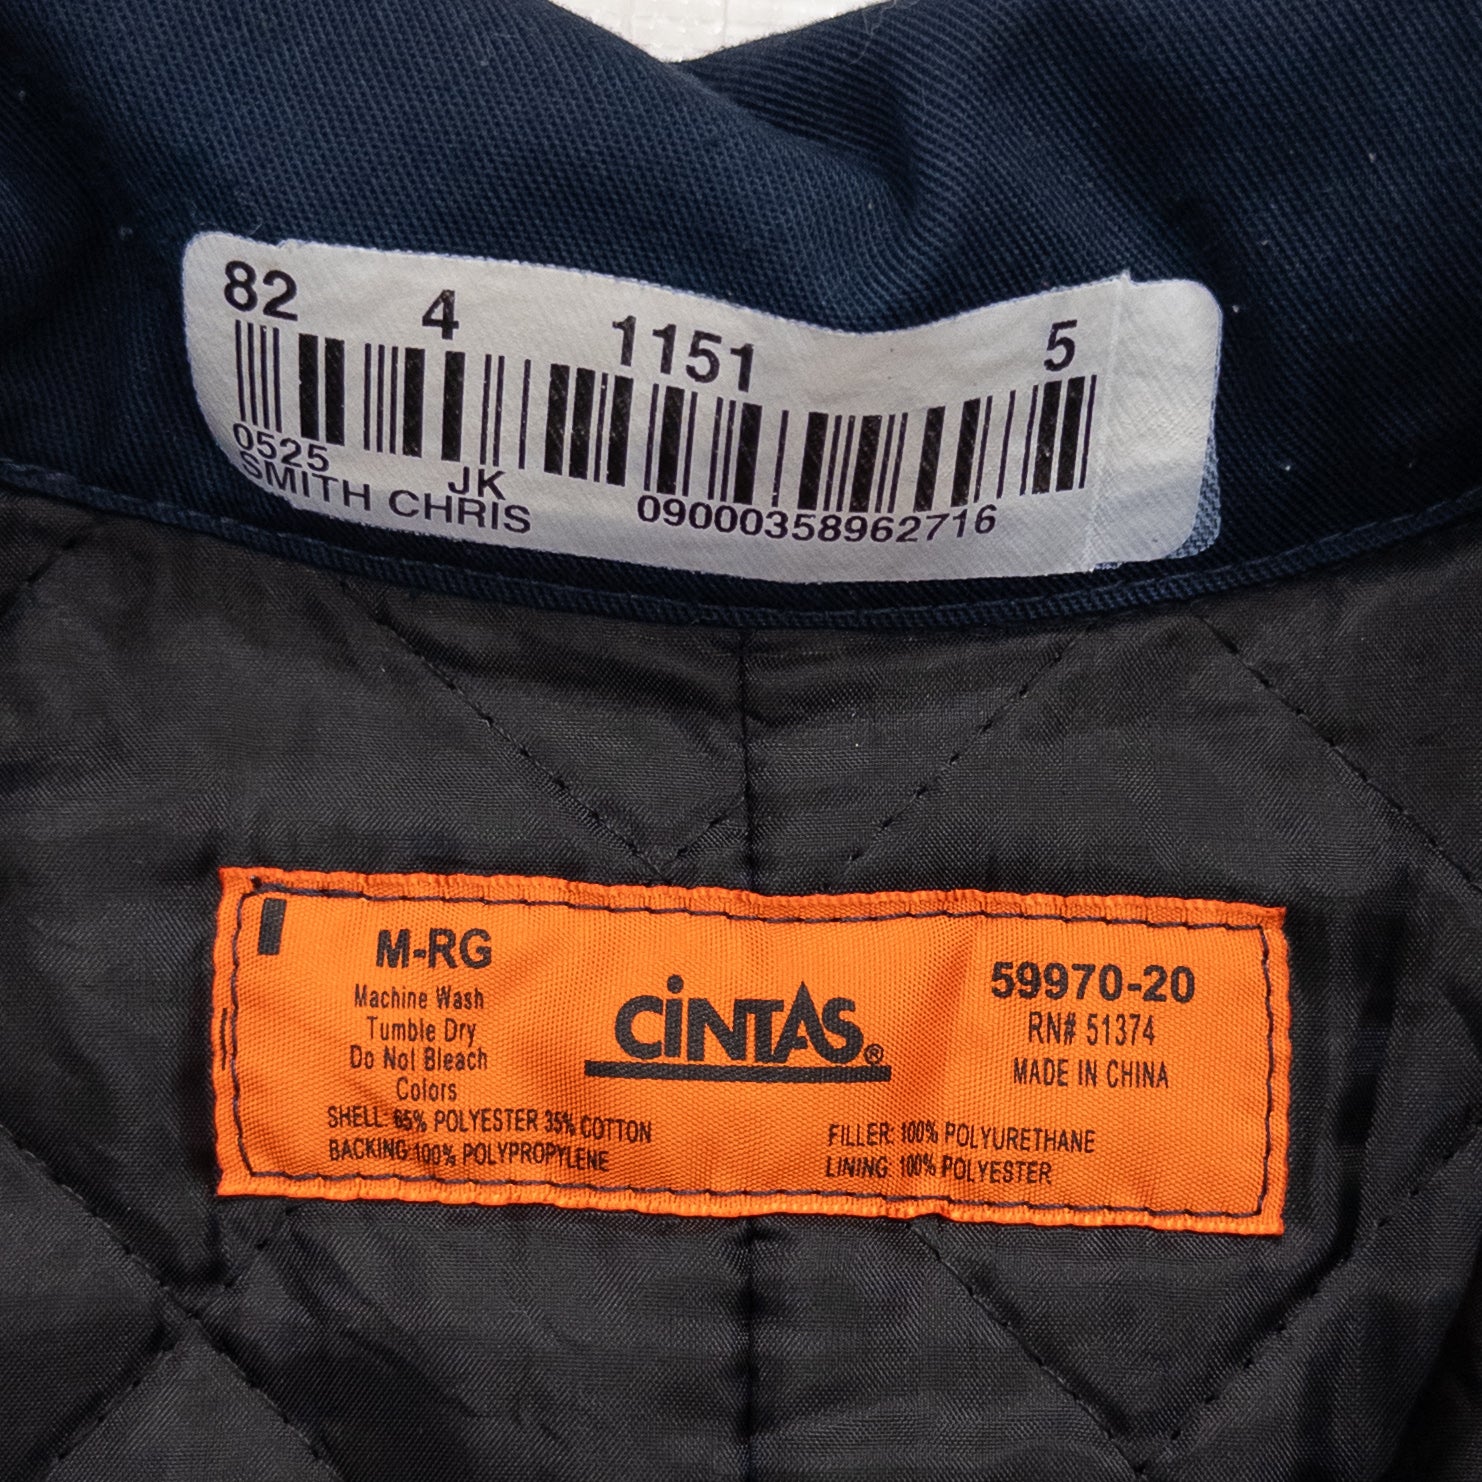 82 4 1151 5
0525 JK 09000358962716
SMITH CHRIS
M-RG
Machine Wash
Tumble Dry
Do Not Bleach
Colors
SHELL: 65% POLYESTER 35% COTTON
BACKING:100% POLYPROPYLENE
CiNTAS®
59970-20
RN# 51374
MADE IN CHINA
FILLER: 100% POLYURETHANE
LINING: 100% POLYESTER